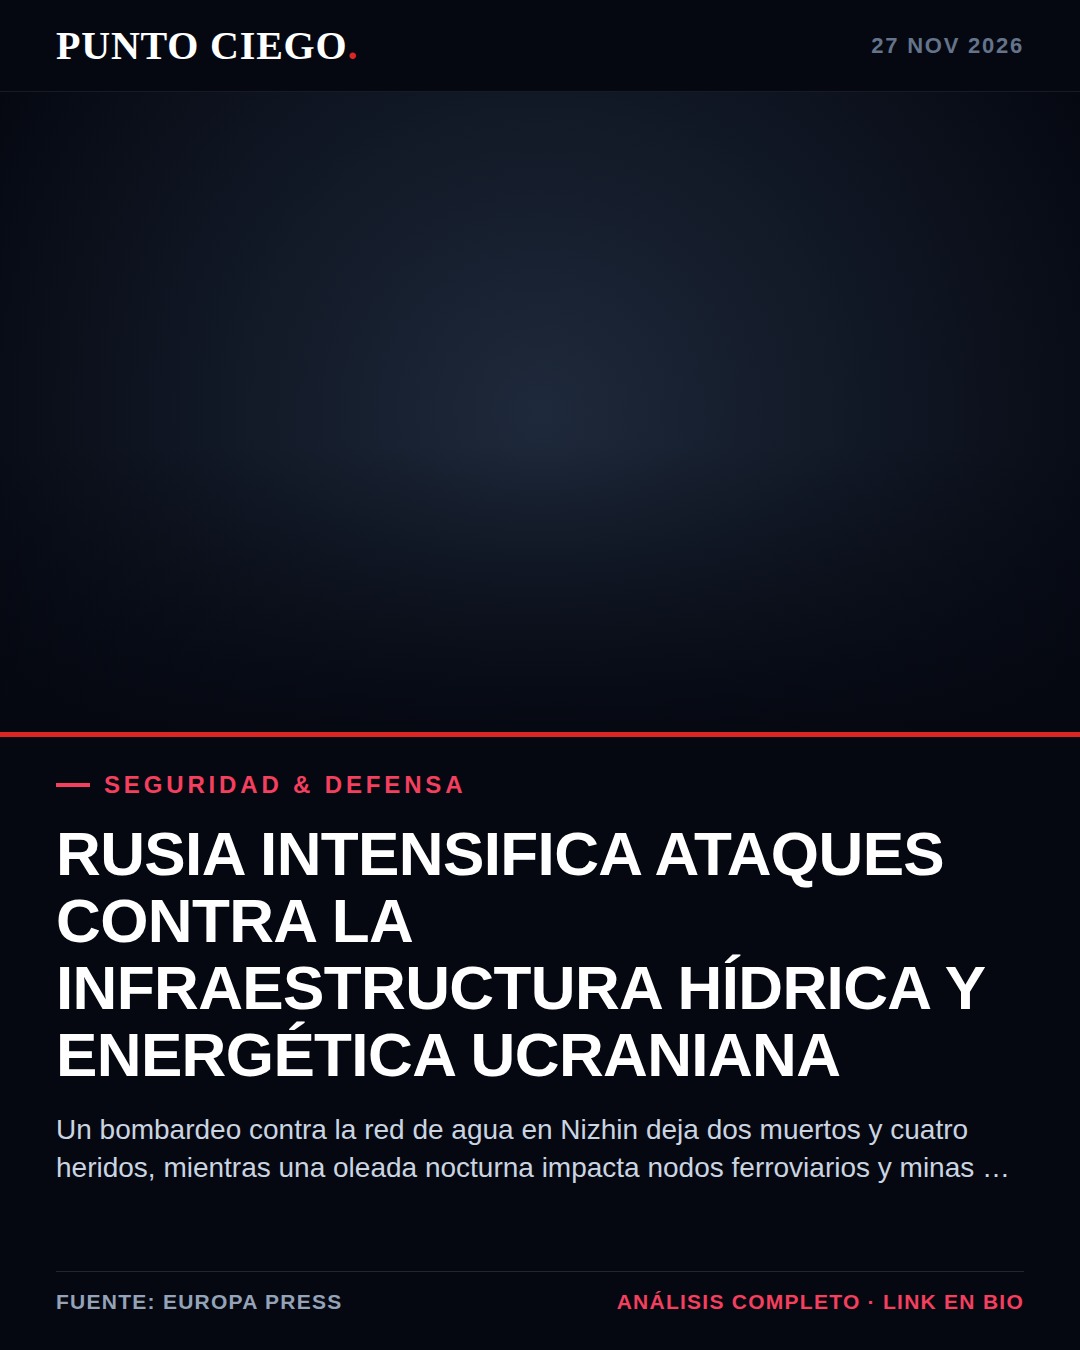 PUNTO CIEGO.
27 NOV 2026
SEGURIDAD & DEFENSA
RUSIA INTENSIFICA ATAQUES
CONTRA LA
INFRAESTRUCTURA HÍDRICA Y
ENERGÉTICA UCRANIANA
Un bombardeo contra la red de agua en Nizhin deja dos muertos y cuatro
heridos, mientras una oleada nocturna impacta nodos ferroviarios y minas …
FUENTE: EUROPA PRESS
ANÁLISIS COMPLETO · LINK EN BIO